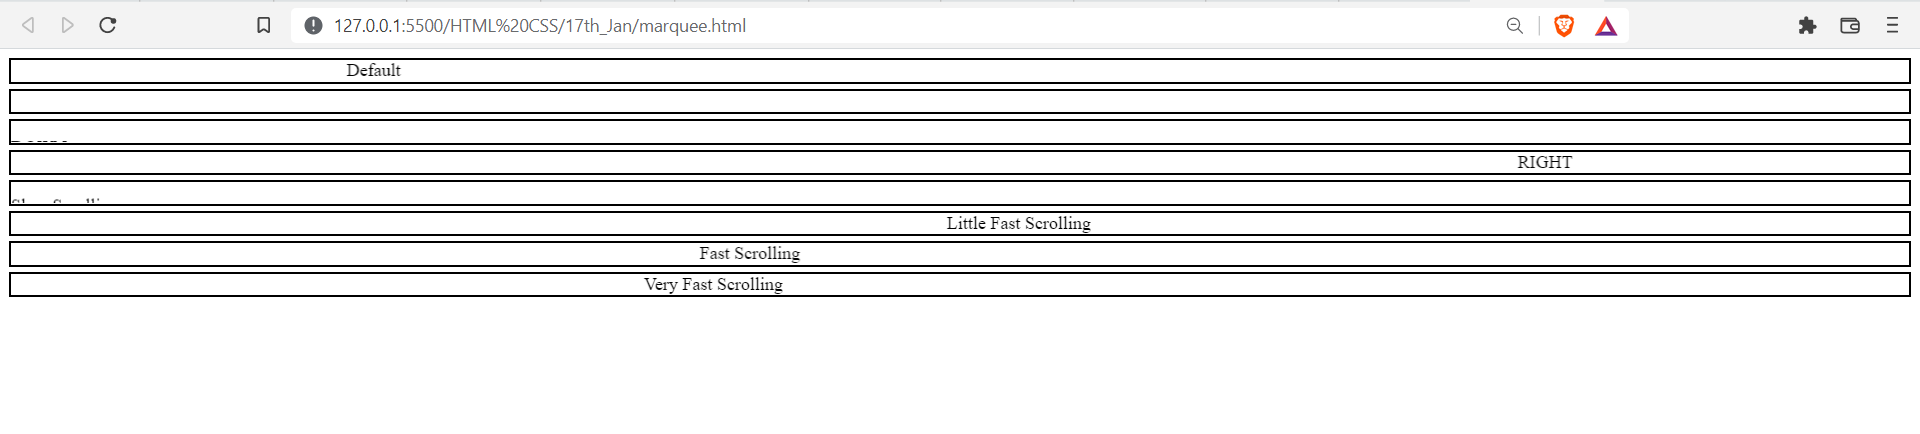 127.0.0.1:5500/HTML%20CSS/17th_Jan/marquee.html
Default
RIGHT
Little Fast Scrolling
Fast Scrolling
Very Fast Scrolling